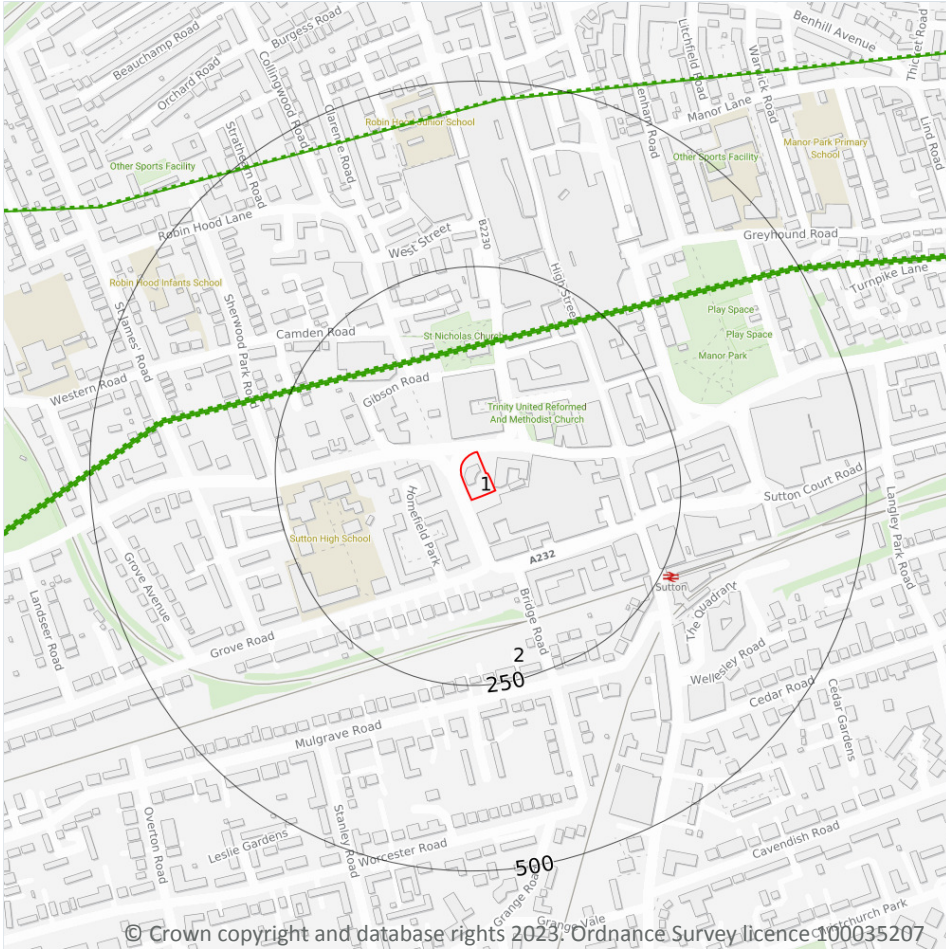 Burgess Road
Beauchamp Road
Orchard Road
Collingwood Road
Clarence Road
Litchfield Road
Benhill Avenue
Thicket Road
Warwick Road
Manor Lane
Lind Road
Robin Hood Junior School
Strathearn Road
Other Sports Facility
Other Sports Facility
Manor Park Primary
School
Robin Hood Lane
West Street
B2230
Greyhound Road
Turnpike Lane
High Street
Robin Hood Infants School
St James' Road
Sherwood Park Road
Camden Road
St Nicholas Church
Play Space
Play Space
Manor Park
Western Road
Gibson Road
Trinity United Reformed
And Methodist Church
1
Homefield Park
Sutton High School
Sutton Court Road
Langley Park Road
A232
Grove Avenue
Landseer Road
Sutton
The Quadrant
Bridge Road
Grove Road
2
250
Wellesley Road
Cedar Road
Cedar Gardens
Mulgrave Road
Overton Road
Stanley Road
Leslie Gardens
Worcester Road
500
Cavendish Road
Grange Road
Grange Vale
© Crown copyright and database rights 2023. Ordnance Survey licence 100035207